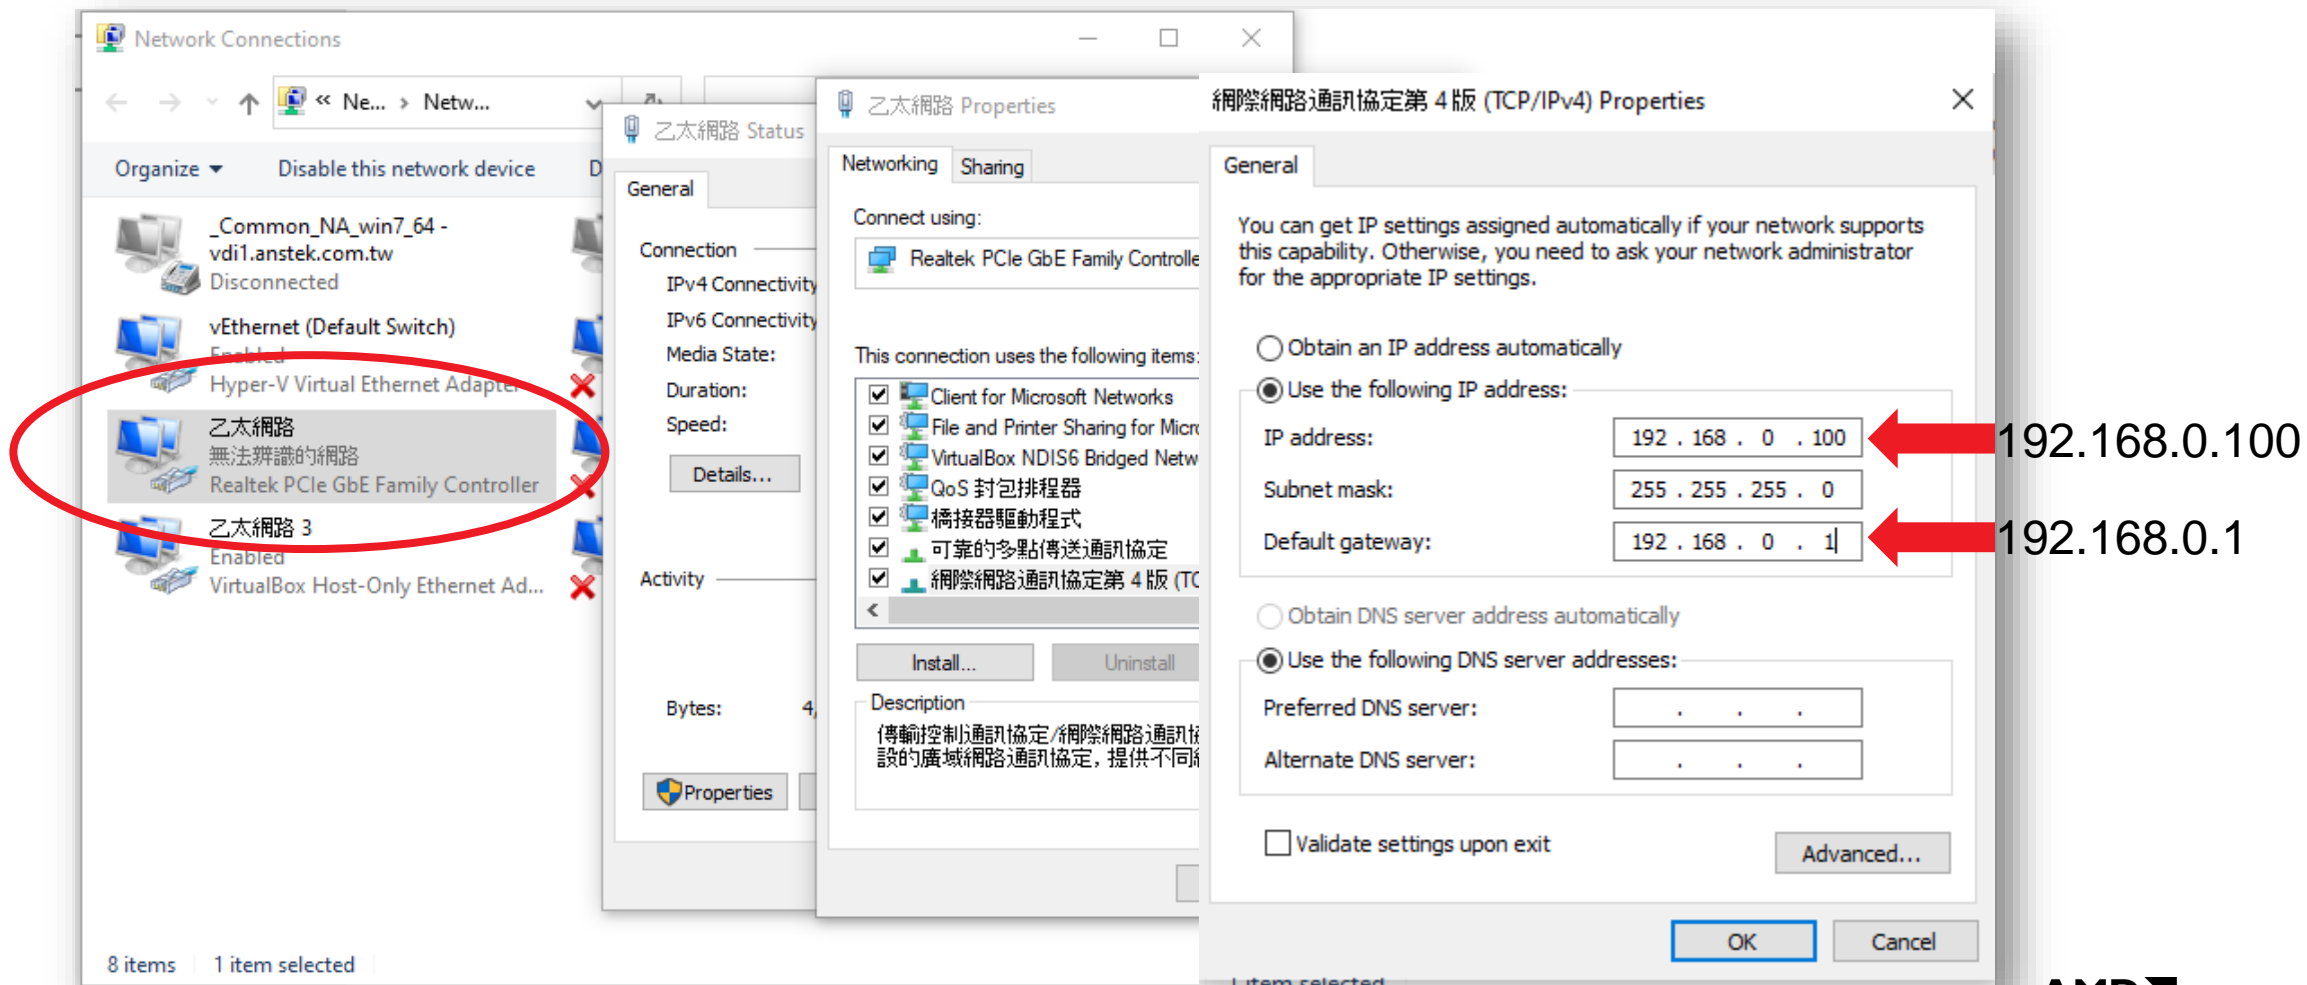 Network Connections
« Ne... › Netw...
Organize
Disable this network device
_Common_NA_win7_64 -
vdi1.anstek.com.tw
Disconnected
vEthernet (Default Switch)
Enabled
Hyper-V Virtual Ethernet Adapter
乙太網路
無法辨識的網路
Realtek PCIe GbE Family Controller
乙太網路 3
Enabled
VirtualBox Host-Only Ethernet Ad...
8 items
1 item selected
乙太網路 Status
General
Connection
IPv4 Connectivity
IPv6 Connectivity
Media State:
Duration:
Speed:
Details...
Activity
Bytes:
4,
Properties
乙太網路 Properties
Networking
Sharing
Connect using:
Realtek PCIe GbE Family Controlle
This connection uses the following items:
Client for Microsoft Networks
File and Printer Sharing for Micro
VirtualBox NDIS6 Bridged Netw
QoS 封包排程器
橋接器驅動程式
可靠的多點傳送通訊協定
網際網路通訊協定第 4 版 (TC
Install...
Uninstall
Description
傳輸控制通訊協定/網際網路通訊協
設的廣域網路通訊協定, 提供不同
網際網路通訊協定第 4 版 (TCP/IPv4) Properties
General
You can get IP settings assigned automatically if your network supports
this capability. Otherwise, you need to ask your network administrator
for the appropriate IP settings.
Obtain an IP address automatically
Use the following IP address:
IP address:
192 . 168 . 0 . 100
192.168.0.100
Subnet mask:
255 . 255 . 255 . 0
Default gateway:
192 . 168 . 0 . 1
192.168.0.1
Obtain DNS server address automatically
Use the following DNS server addresses:
Preferred DNS server:
. . .
Alternate DNS server:
. . .
Validate settings upon exit
Advanced...
OK
Cancel
1 item selected
AMD